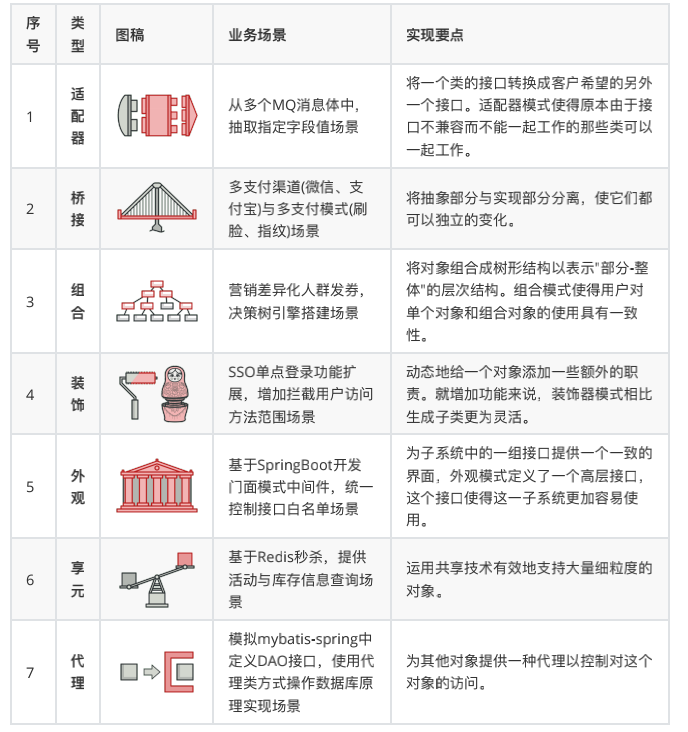 序
号
类
型
图稿
业务场景
实现要点
1
适
配
器
从多个MQ消息体中，
抽取指定字段值场景
将一个类的接口转换成客户希望的另外
一个接口。适配器模式使得原本由于接
口不兼容而不能一起工作的那些类可以
一起工作。
2
桥
接
多支付渠道(微信、支
付宝)与多支付模式(刷
脸、指纹)场景
将抽象部分与实现部分分离，使它们都
可以独立的变化。
3
组
合
营销差异化人群发券，
决策树引擎搭建场景
将对象组合成树形结构以表示"部分-整
体"的层次结构。组合模式使得用户对
单个对象和组合对象的使用具有一致
性。
4
装
饰
SSO单点登录功能扩
展，增加拦截用户访问
方法范围场景
动态地给一个对象添加一些额外的职
责。就增加功能来说，装饰器模式相比
生成子类更为灵活。
5
外
观
基于SpringBoot开发
门面模式中间件，统一
控制接口白名单场景
为子系统中的一组接口提供一个一致的
界面，外观模式定义了一个高层接口，
这个接口使得这一子系统更加容易使
用。
6
享
元
基于Redis秒杀，提供
活动与库存信息查询场
景
运用共享技术有效地支持大量细粒度的
对象。
7
代
理
模拟mybatis-spring中
定义DAO接口，使用代
理类方式操作数据库原
理实现场景
为其他对象提供一种代理以控制对这个
对象的访问。